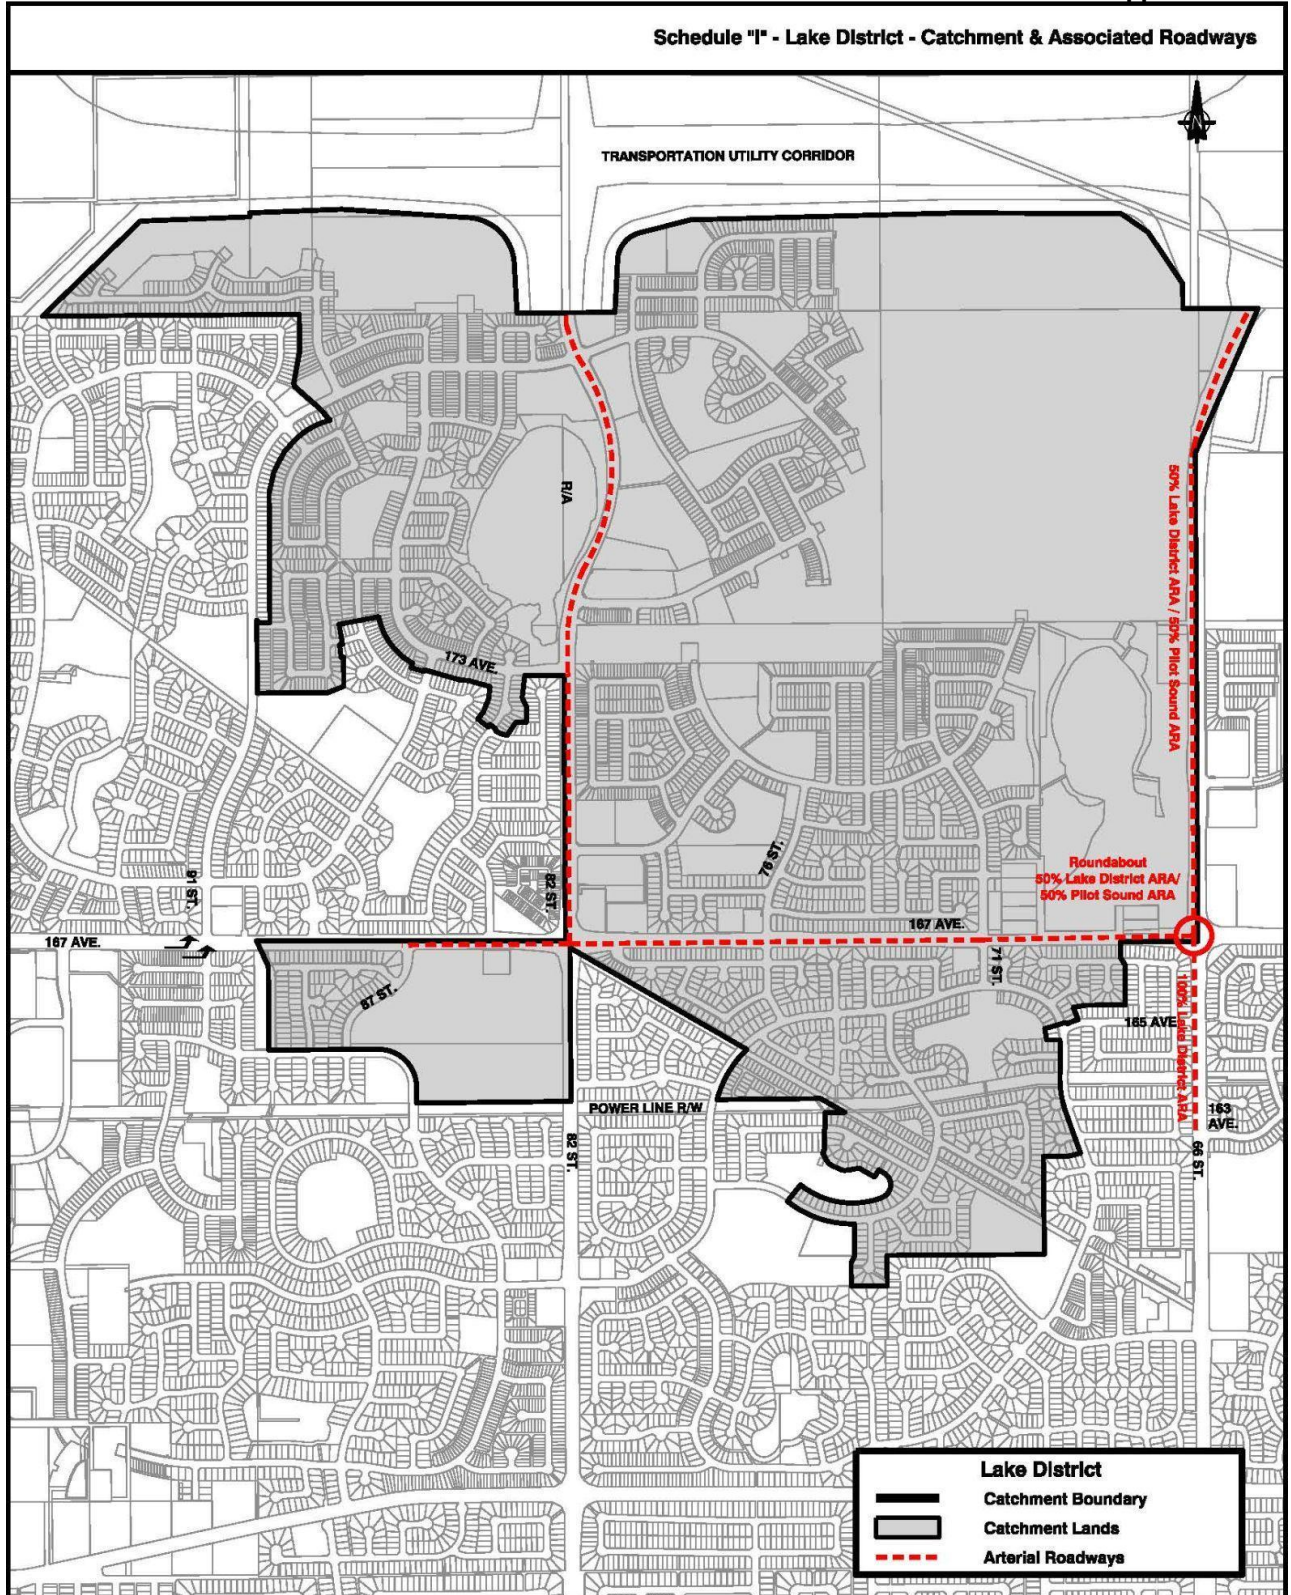 Schedule "I" - Lake District - Catchment & Associated Roadways
N
TRANSPORTATION UTILITY CORRIDOR
R/A
50% Lake District ARA / 50% Pilot Sound ARA
173 AVE.
76 ST.
Roundabout
50% Lake District ARA/
50% Pilot Sound ARA
91 ST.
82 ST.
167 AVE.
167 AVE.
71 ST.
87 ST.
100% Lake District ARA
165 AVE.
POWER LINE R/W
163
AVE.
82 ST.
66 ST.
Lake District
Catchment Boundary
Catchment Lands
Arterial Roadways